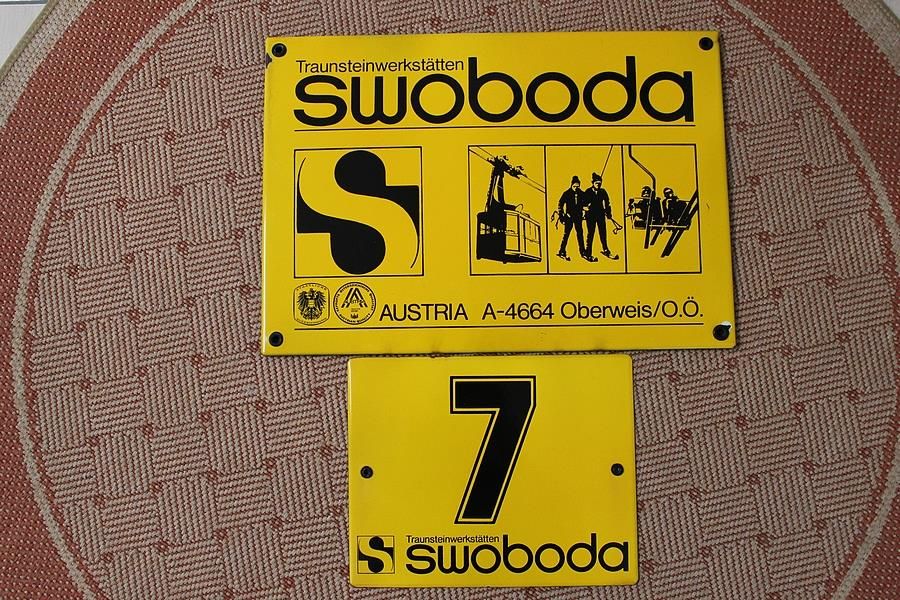 Traunsteinwerkstätten
swoboda
AUSTRIA A-4664 Oberweis/O.Ö.
7
Traunsteinwerkstätten
swoboda